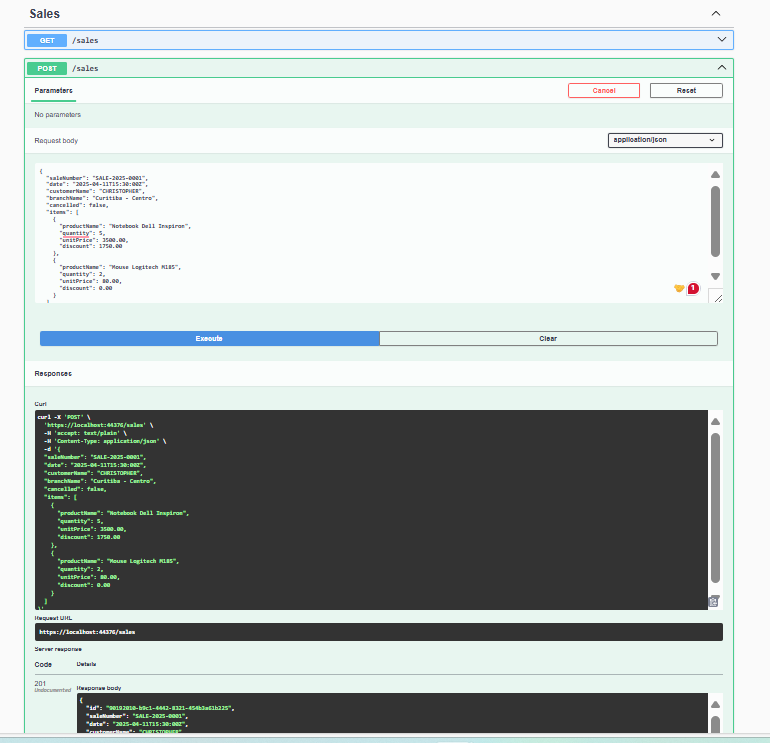 Sales
GET /sales
POST /sales
Parameters Cancel Reset
No parameters
Request body application/json
{
"saleNumber": "SALE-2025-0001",
"date": "2025-04-11T15:30:00Z",
"customerName": "CHRISTOPHER",
"branchName": "Curitiba - Centro",
"cancelled": false,
"items": [
{
"productName": "Notebook Dell Inspiron",
"quantity": 5,
"unitPrice": 3500.00,
"discount": 1750.00
},
{
"productName": "Mouse Logitech M185",
"quantity": 2,
"unitPrice": 80.00,
"discount": 0.00
}
]
1
Execute Clear
Responses
Curl
curl -X 'POST' \
'https://localhost:44376/sales' \
-H 'accept: text/plain' \
-H 'Content-Type: application/json' \
-d '{
"saleNumber": "SALE-2025-0001",
"date": "2025-04-11T15:30:00Z",
"customerName": "CHRISTOPHER",
"branchName": "Curitiba - Centro",
"cancelled": false,
"items": [
{
"productName": "Notebook Dell Inspiron",
"quantity": 5,
"unitPrice": 3500.00,
"discount": 1750.00
},
{
"productName": "Mouse Logitech M185",
"quantity": 2,
"unitPrice": 80.00,
"discount": 0.00
}
]
}'
Request URL
https://localhost:44376/sales
Server response
Code Details
201
Undocumented
Response body
{
"id":
"saleNumber": "SALE-2025-0001",
"date": "2025-04-11T15:30:00Z",
"customerName": "CHRISTOPHER",